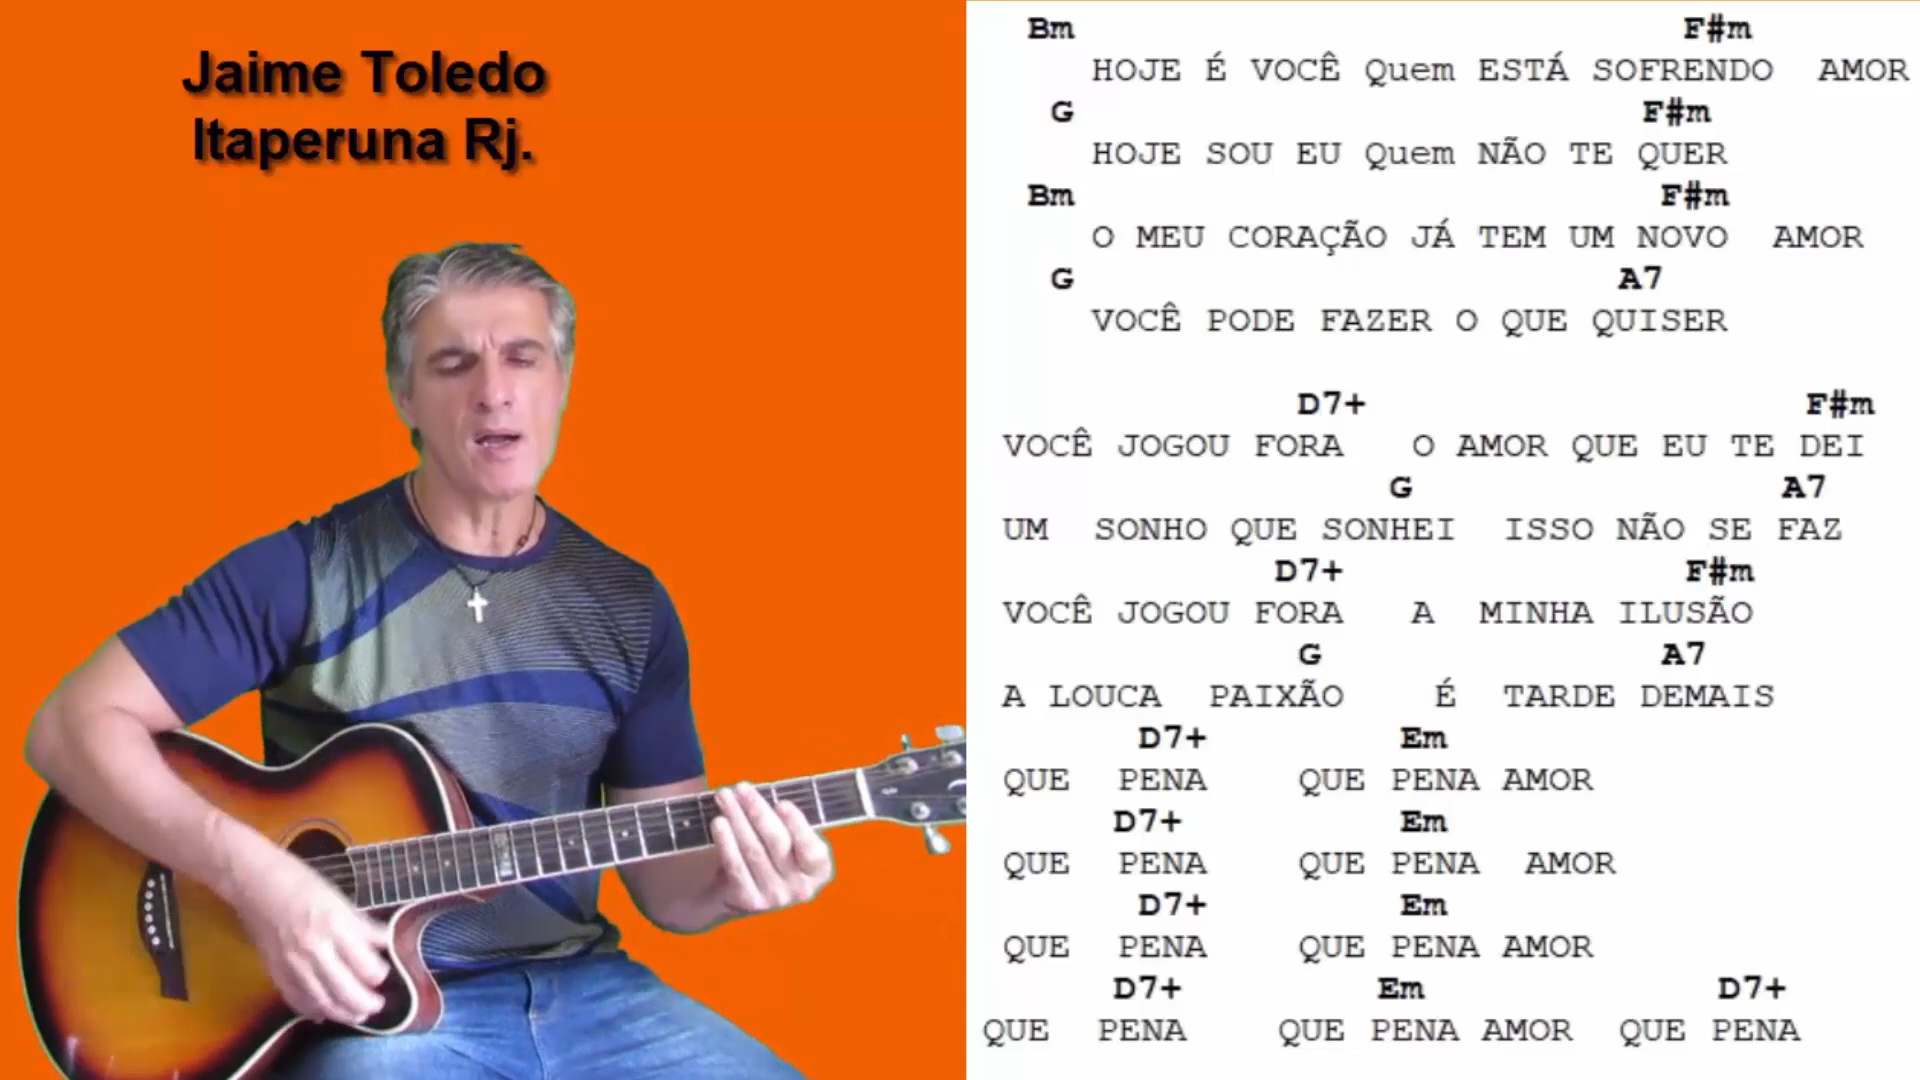 Jaime Toledo
Itaperuna Rj.
Bm F#m
HOJE É VOCÊ Quem ESTÁ SOFRENDO AMOR
G F#m
HOJE SOU EU Quem NÃO TE QUER
Bm F#m
O MEU CORAÇÃO JÁ TEM UM NOVO AMOR
G A7
VOCÊ PODE FAZER O QUE QUISER
D7+ F#m
VOCÊ JOGOU FORA O AMOR QUE EU TE DEI
G A7
UM SONHO QUE SONHEI ISSO NÃO SE FAZ
D7+ F#m
VOCÊ JOGOU FORA A MINHA ILUSÃO
G A7
A LOUCA PAIXÃO É TARDE DEMAIS
D7+ Em
QUE PENA QUE PENA AMOR
D7+ Em
QUE PENA QUE PENA AMOR
D7+ Em
QUE PENA QUE PENA AMOR
D7+ Em D7+
QUE PENA QUE PENA AMOR QUE PENA